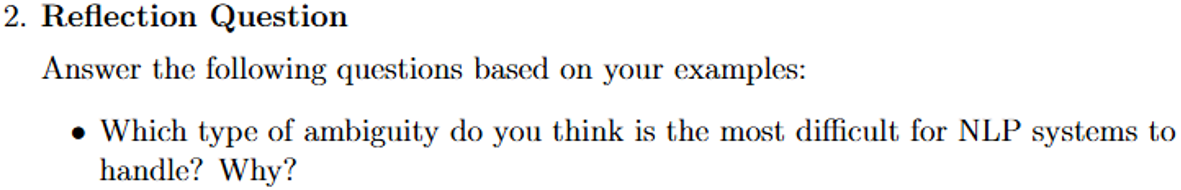 2. Reflection Question
Answer the following questions based on your examples:
• Which type of ambiguity do you think is the most difficult for NLP systems to
handle? Why?